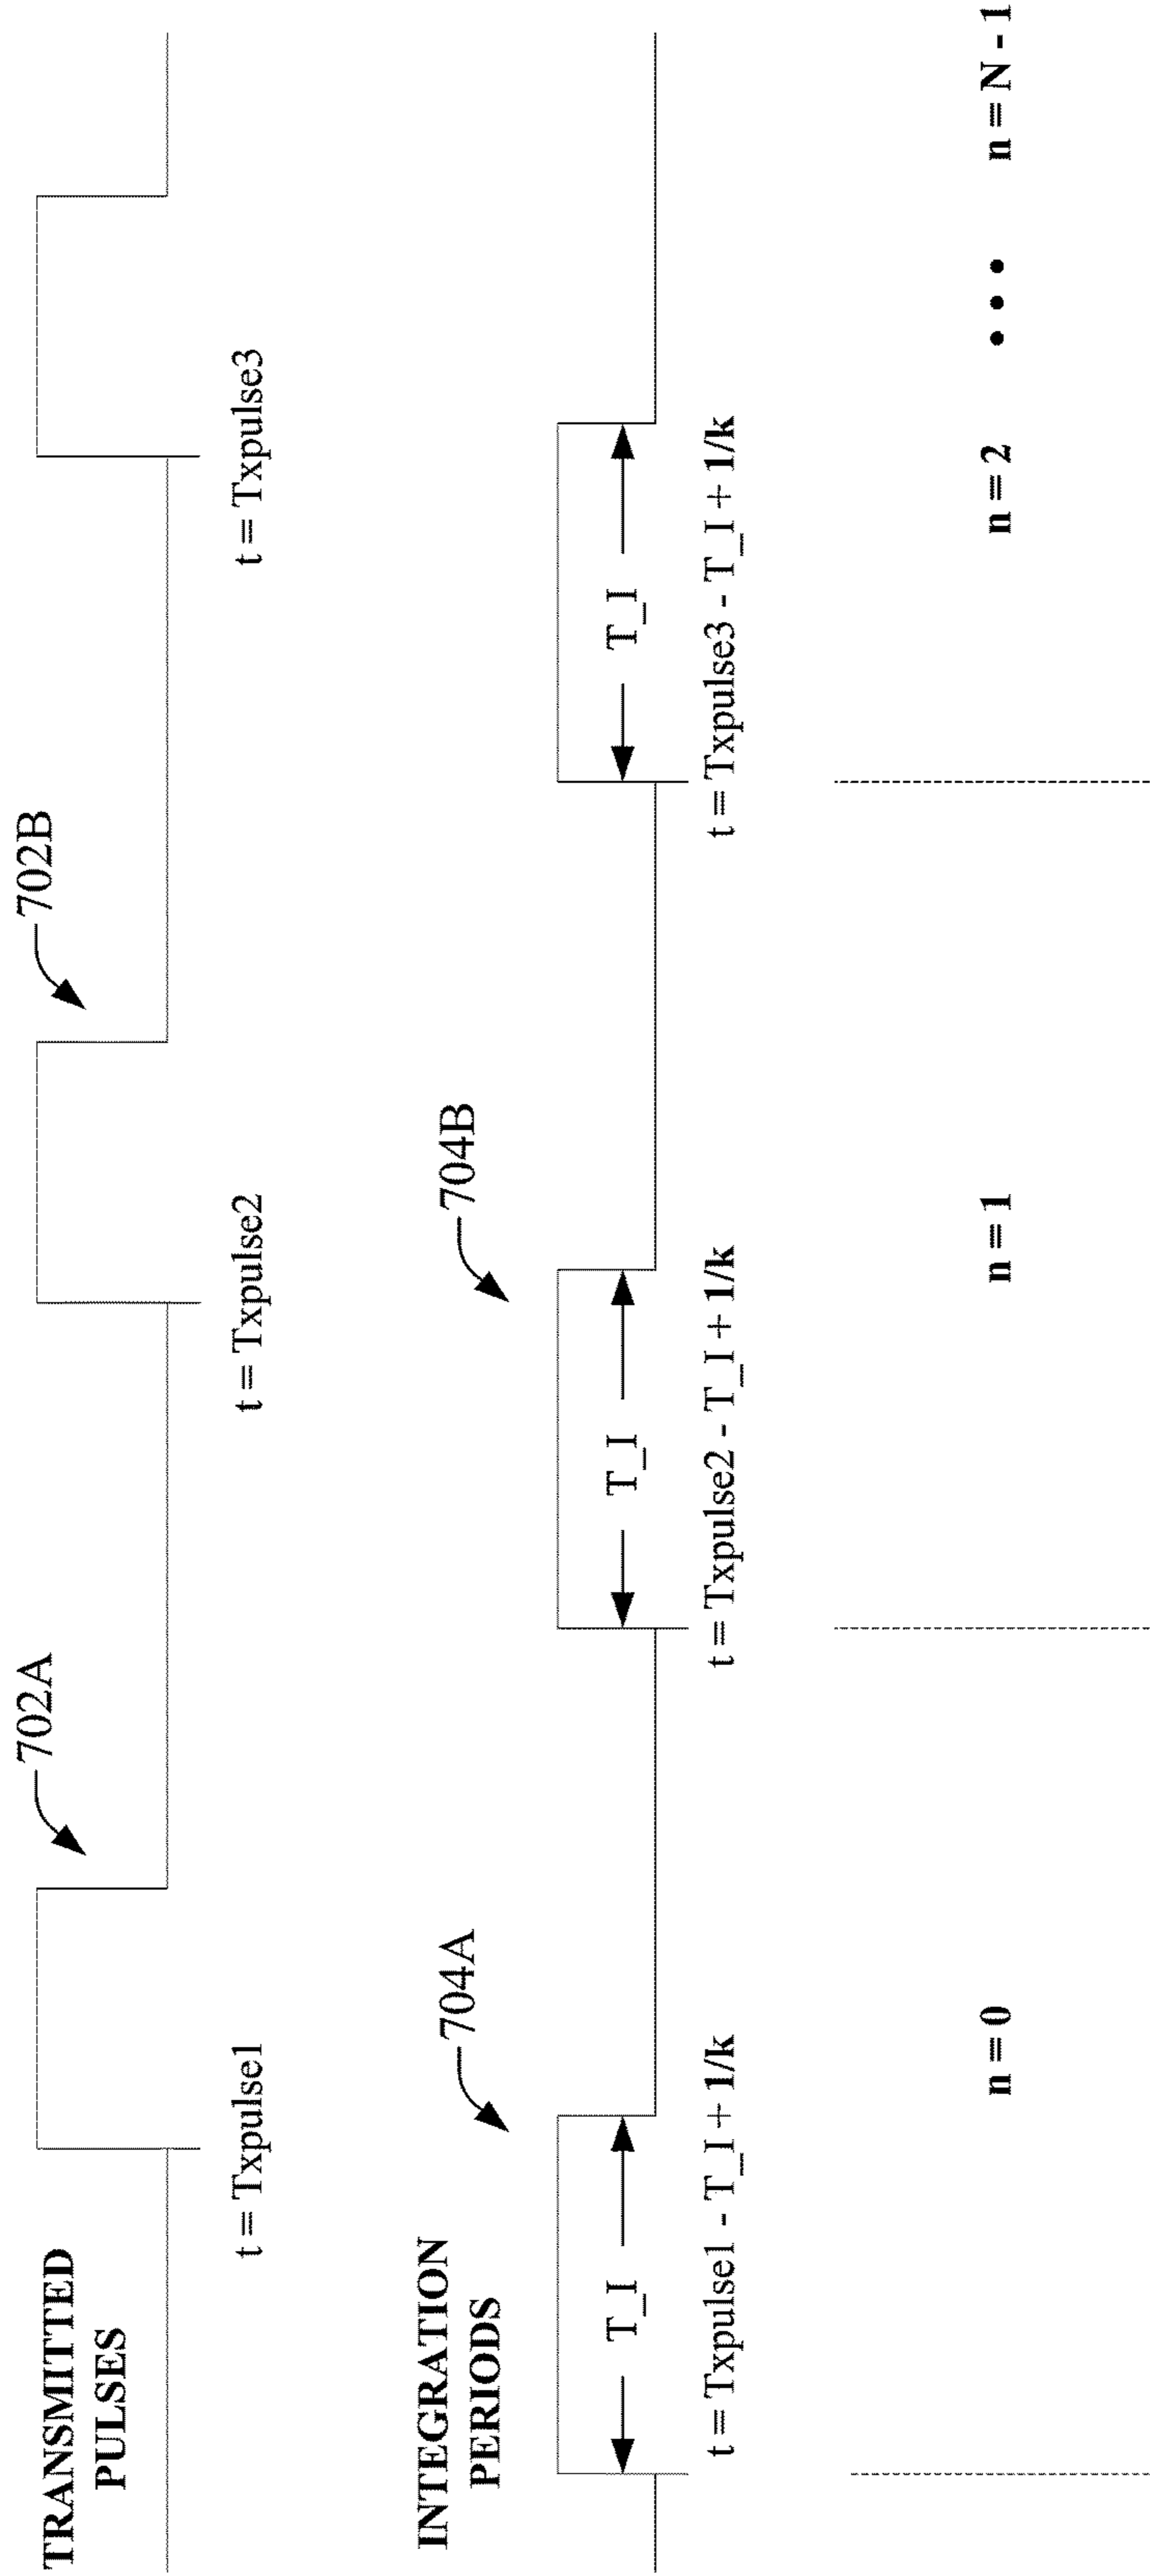 TRANSMITTED
PULSES
702A
702B
t = Txpulse1
t = Txpulse2
t = Txpulse3
INTEGRATION
PERIODS
704A
704B
T_I
T_I
T_I
t = Txpulse1 - T_I + 1/k
t = Txpulse2 - T_I + 1/k
t = Txpulse3 - T_I + 1/k
n = 0
n = 1
n = 2
• • •
n = N - 1